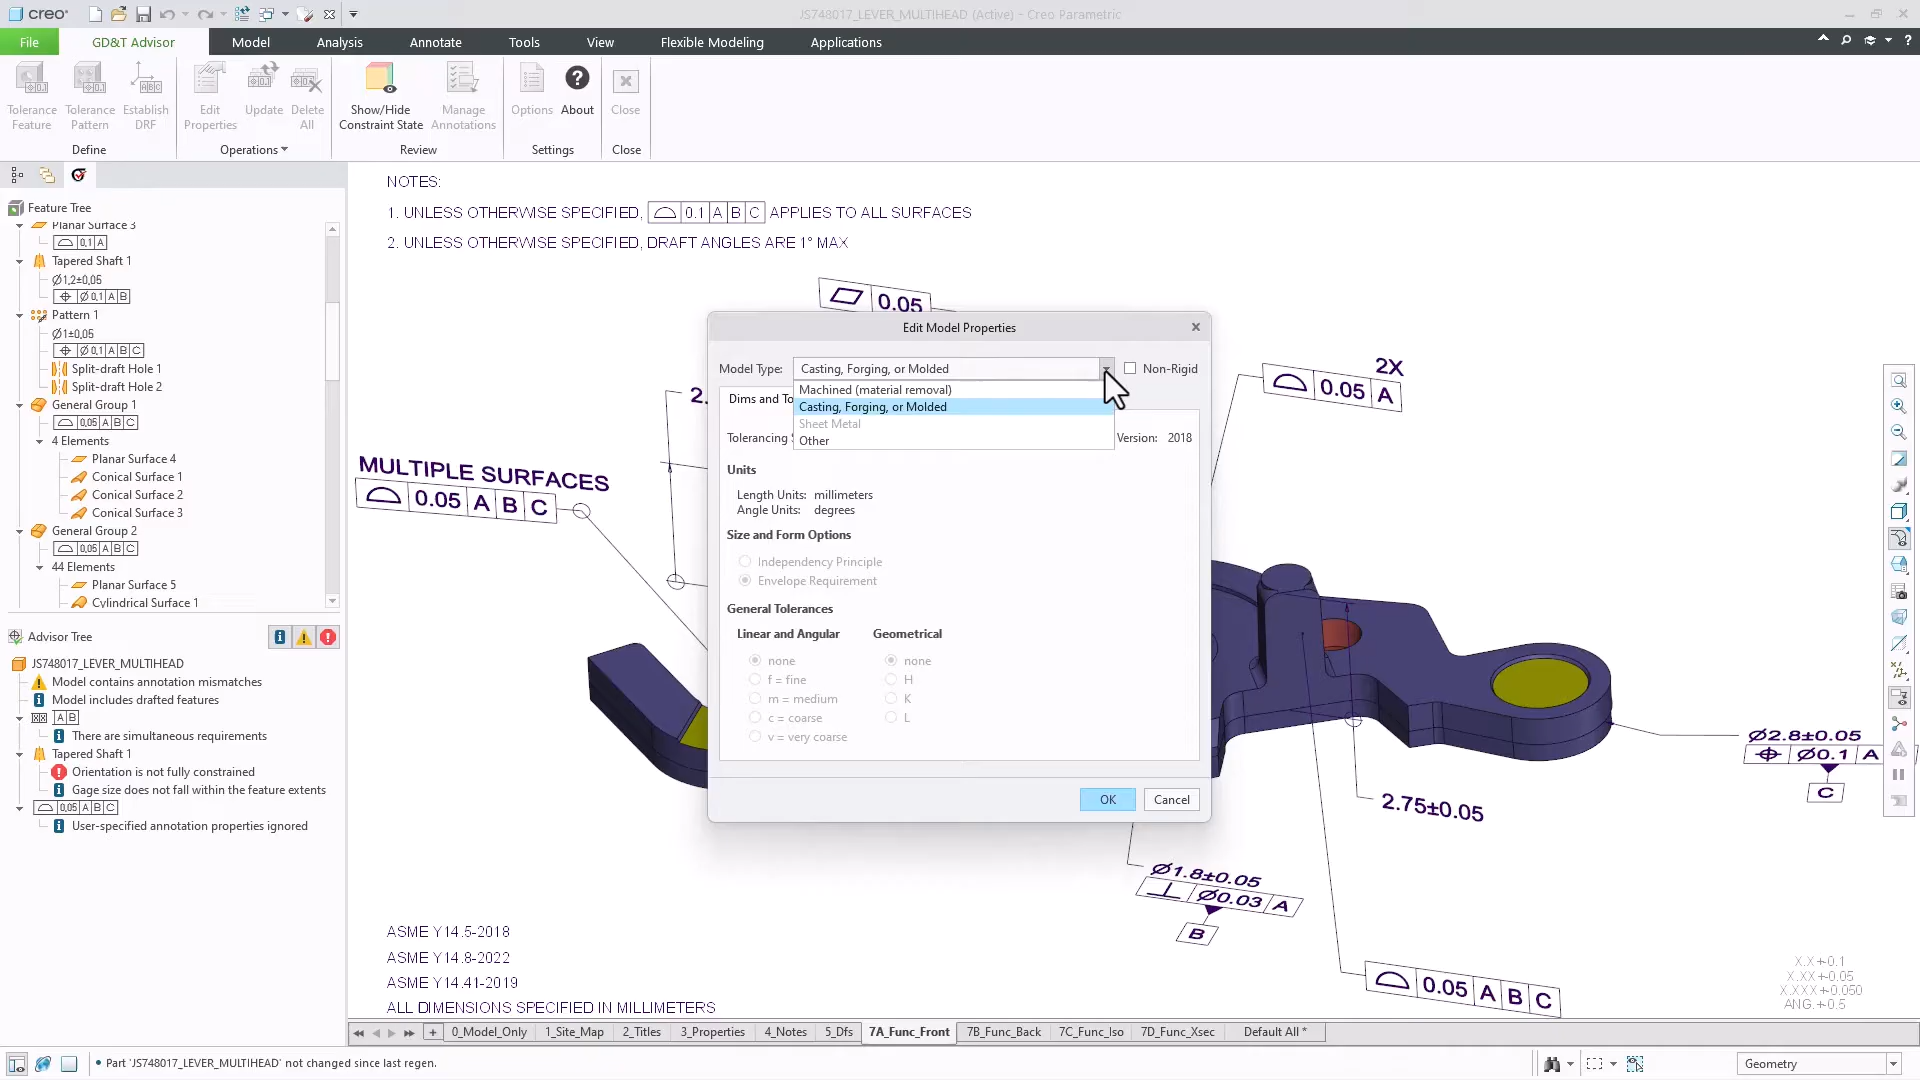 creo
JS748017_LEVER_MULTIHEAD (Active) - Creo Parametric
File
GD&T Advisor
Model
Analysis
Annotate
Tools
View
Flexible Modeling
Applications
Tolerance Feature
Tolerance Pattern
Establish DRF
Edit Properties
Update
Delete All
Show/Hide Constraint State
Manage Annotations
Options
About
Close
Define
Operations
Review
Settings
Close
Feature Tree
Planar Surface 3
0.1 A
Tapered Shaft 1
Ø1.2±0.05
Ø 0.1 A B
Pattern 1
Ø1±0.05
Ø 0.1 A B C
Split-draft Hole 1
Split-draft Hole 2
General Group 1
0.05 A B C
4 Elements
Planar Surface 4
Conical Surface 1
Conical Surface 2
Conical Surface 3
General Group 2
0.05 A B C
44 Elements
Planar Surface 5
Cylindrical Surface 1
Advisor Tree
JS748017_LEVER_MULTIHEAD
Model contains annotation mismatches
Model includes drafted features
A B
There are simultaneous requirements
Tapered Shaft 1
Orientation is not fully constrained
Gage size does not fall within the feature extents
0.05 A B C
User-specified annotation properties ignored
NOTES:
1. UNLESS OTHERWISE SPECIFIED, ⌓ 0.1 A B C APPLIES TO ALL SURFACES
2. UNLESS OTHERWISE SPECIFIED, DRAFT ANGLES ARE 1° MAX
0.05
2.
MULTIPLE SURFACES
0.05 A B C
2X
0.05 A
Edit Model Properties
Model Type:
Casting, Forging, or Molded
Non-Rigid
Machined (material removal)
Casting, Forging, or Molded
Sheet Metal
Other
Dims and To
Tolerancing S
Version: 2018
Units
Length Units: millimeters
Angle Units: degrees
Size and Form Options
Independency Principle
Envelope Requirement
General Tolerances
Linear and Angular
Geometrical
none
none
f = fine
H
m = medium
K
c = coarse
L
v = very coarse
OK
Cancel
Ø2.8±0.05
Ø0.1 A
C
2.75±0.05
Ø1.8±0.05
Ø0.03 A
B
0.05 A B C
ASME Y14.5-2018
ASME Y14.8-2022
ASME Y14.41-2019
ALL DIMENSIONS SPECIFIED IN MILLIMETERS
X.X+-0.1
X.XX+-0.05
X.XXX+-0.050
ANG.+-0.5
0_Model_Only
1_Site_Map
2_Titles
3_Properties
4_Notes
5_Dfs
7A_Func_Front
7B_Func_Back
7C_Func_Iso
7D_Func_Xsec
Default All *
• Part 'JS748017_LEVER_MULTIHEAD' not changed since last regen.
Geometry